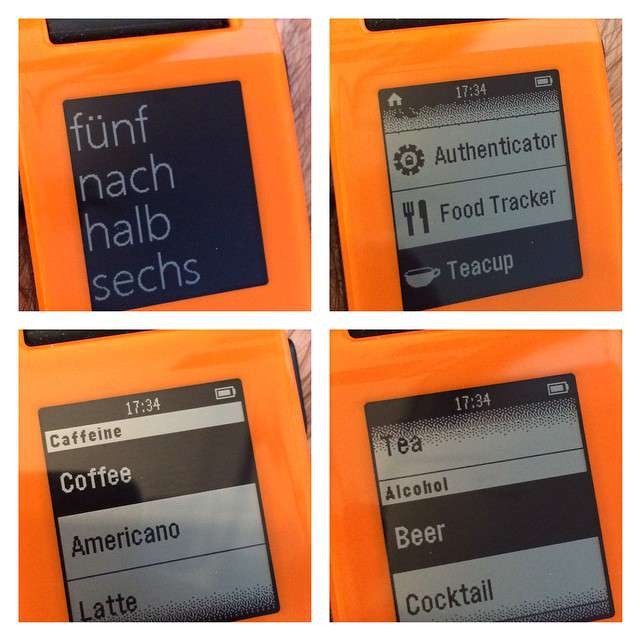 fünf
nach
halb
sechs
17:34
Authenticator
Food Tracker
Teacup
17:34
Caffeine
Coffee
Americano
Latte
17:34
Tea
Alcohol
Beer
Cocktail